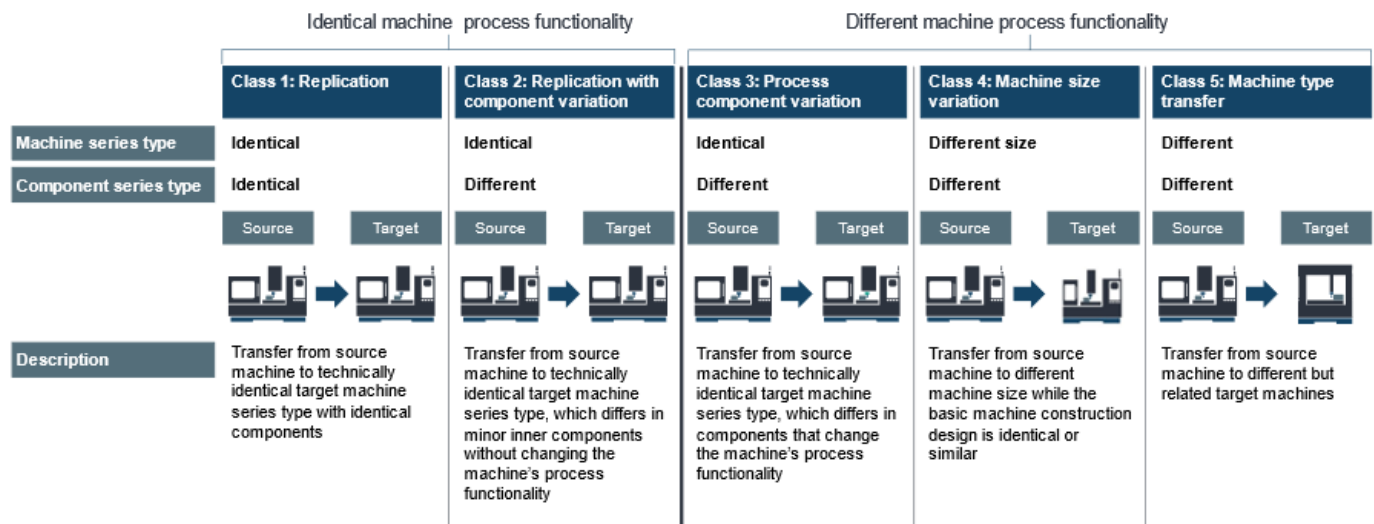 Identical machine process functionality
Different machine process functionality
Class 1: Replication
Class 2: Replication with
component variation
Class 3: Process
component variation
Class 4: Machine size
variation
Class 5: Machine type
transfer
Machine series type
Identical
Identical
Identical
Different size
Different
Component series type
Identical
Different
Different
Different
Different
Source
Target
Source
Target
Source
Target
Source
Target
Source
Target
Description
Transfer from source
machine to technically
identical target machine
series type with identical
components
Transfer from source
machine to technically
identical target machine
series type, which differs in
minor inner components
without changing the
machine's process
functionality
Transfer from source
machine to technically
identical target machine
series type, which differs in
components that change
the machine's process
functionality
Transfer from source
machine to different
machine size while the
basic machine construction
design is identical or
similar
Transfer from source
machine to different but
related target machines